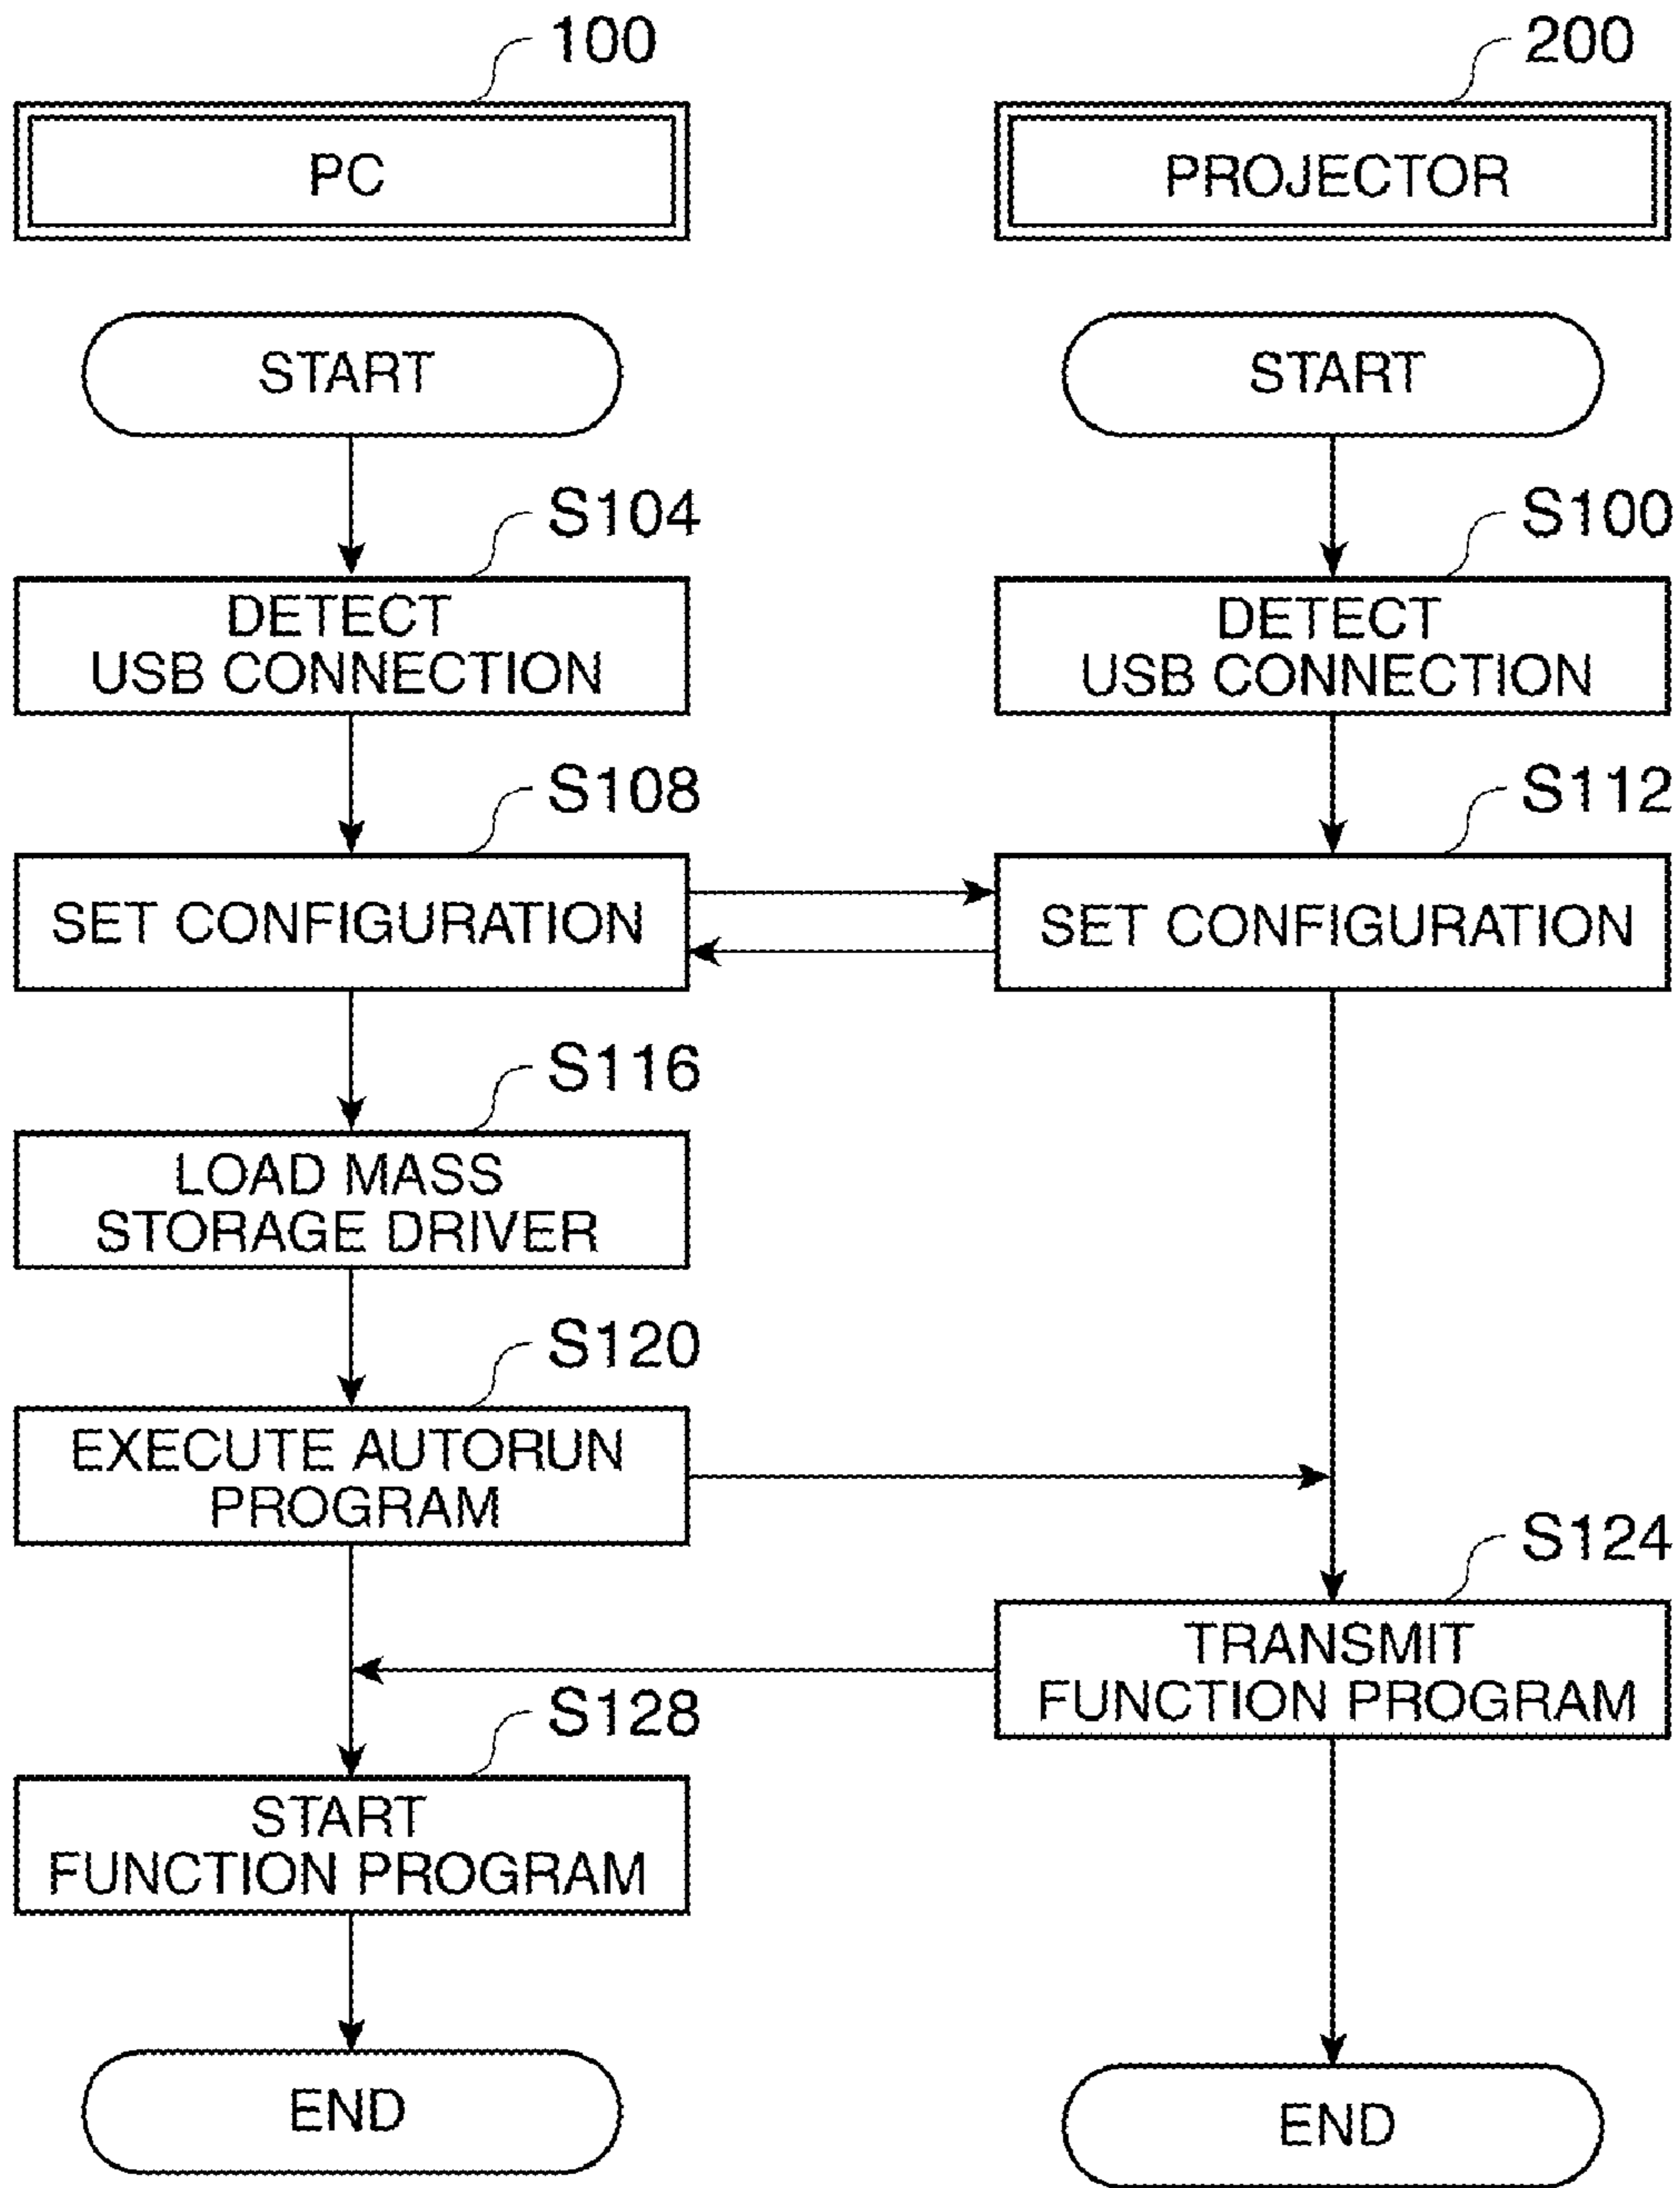 100
200
PC
PROJECTOR
START
START
S104
S100
DETECT
USB CONNECTION
DETECT
USB CONNECTION
S108
S112
SET CONFIGURATION
SET CONFIGURATION
S116
LOAD MASS
STORAGE DRIVER
S120
EXECUTE AUTORUN
PROGRAM
S124
TRANSMIT
FUNCTION PROGRAM
S128
START
FUNCTION PROGRAM
END
END